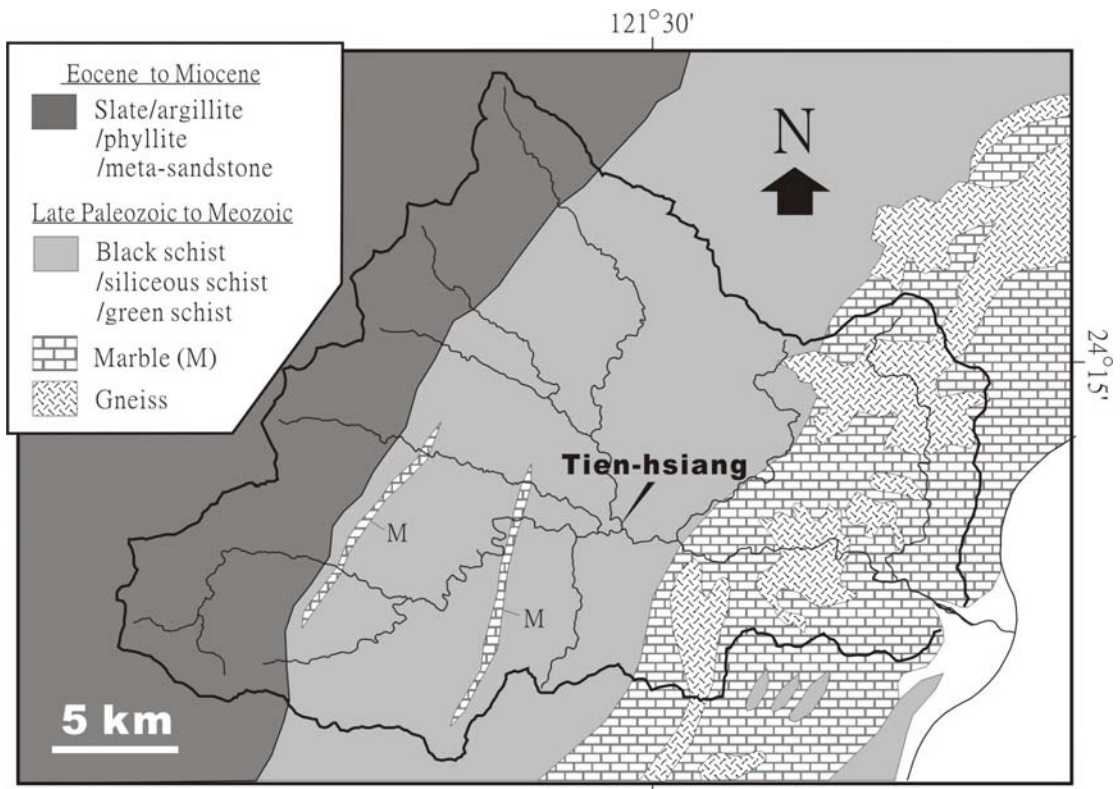 121°30'
Eocene to Miocene
Slate/argillite
/phyllite
/meta-sandstone
Late Paleozoic to Meozoic
Black schist
/siliceous schist
/green schist
Marble (M)
Gneiss
N
24°15'
Tien-hsiang
M
M
5 km